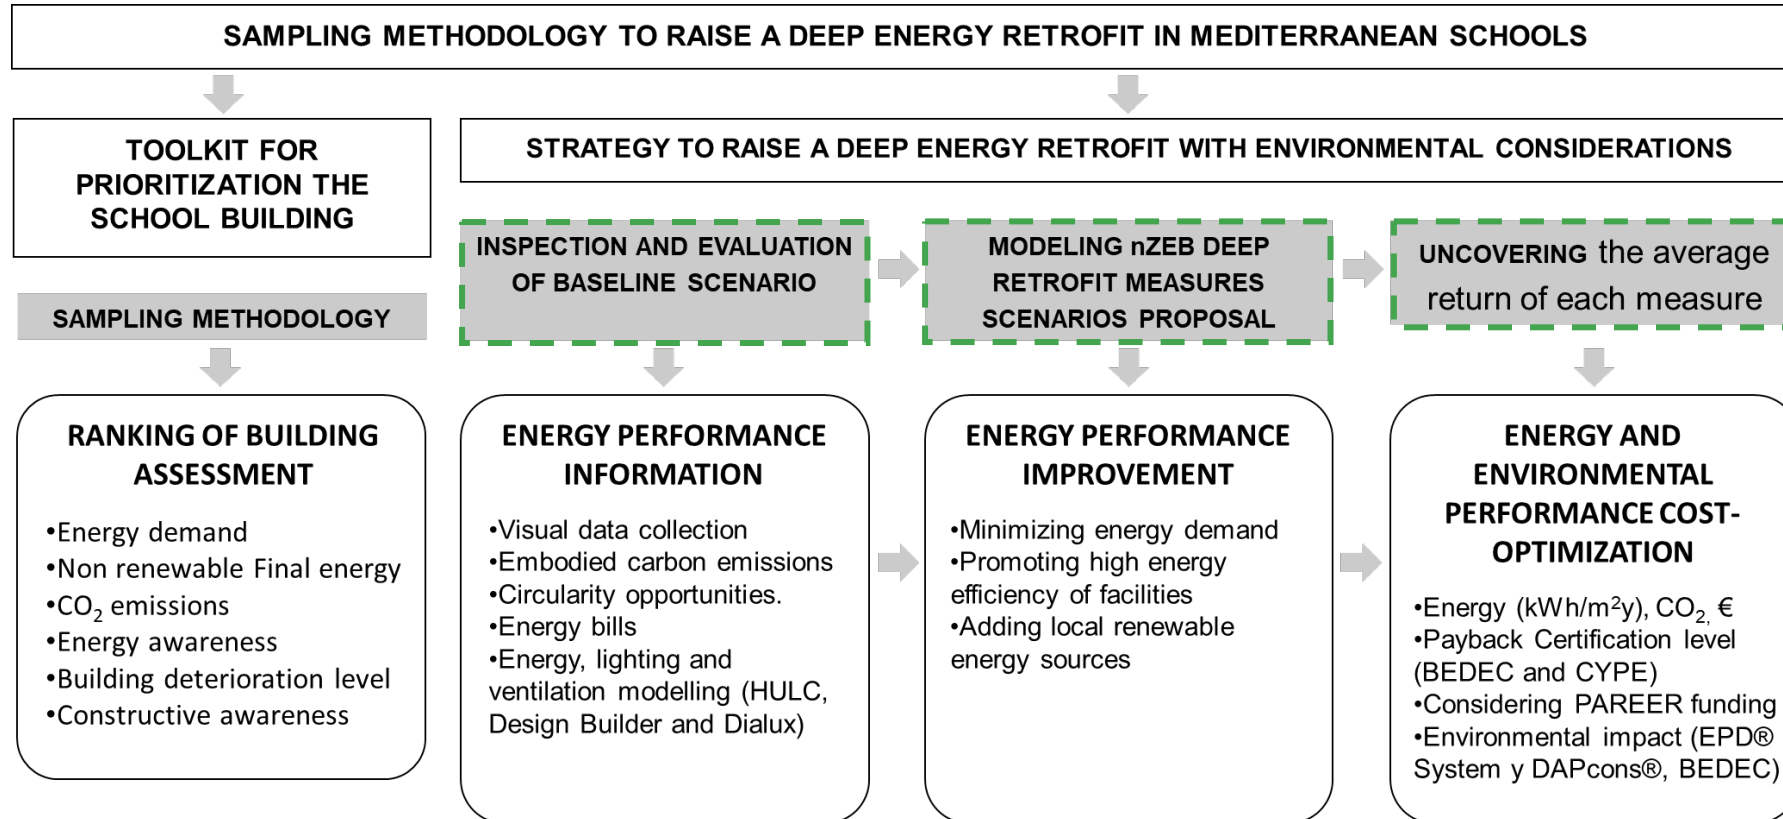 SAMPLING METHODOLOGY TO RAISE A DEEP ENERGY RETROFIT IN MEDITERRANEAN SCHOOLS
TOOLKIT FOR
PRIORITIZATION THE
SCHOOL BUILDING
STRATEGY TO RAISE A DEEP ENERGY RETROFIT WITH ENVIRONMENTAL CONSIDERATIONS
SAMPLING METHODOLOGY
INSPECTION AND EVALUATION
OF BASELINE SCENARIO
MODELING nZEB DEEP
RETROFIT MEASURES
SCENARIOS PROPOSAL
UNCOVERING the average
return of each measure
RANKING OF BUILDING
ASSESSMENT
•Energy demand
•Non renewable Final energy
•CO₂ emissions
•Energy awareness
•Building deterioration level
•Constructive awareness
ENERGY PERFORMANCE
INFORMATION
•Visual data collection
•Embodied carbon emissions
•Circularity opportunities.
•Energy bills
•Energy, lighting and
ventilation modelling (HULC,
Design Builder and Dialux)
ENERGY PERFORMANCE
IMPROVEMENT
•Minimizing energy demand
•Promoting high energy
efficiency of facilities
•Adding local renewable
energy sources
ENERGY AND
ENVIRONMENTAL
PERFORMANCE COST-
OPTIMIZATION
•Energy (kWh/m²y), CO₂, €
•Payback Certification level
(BEDEC and CYPE)
•Considering PAREER funding
•Environmental impact (EPD®
System y DAPcons®, BEDEC)